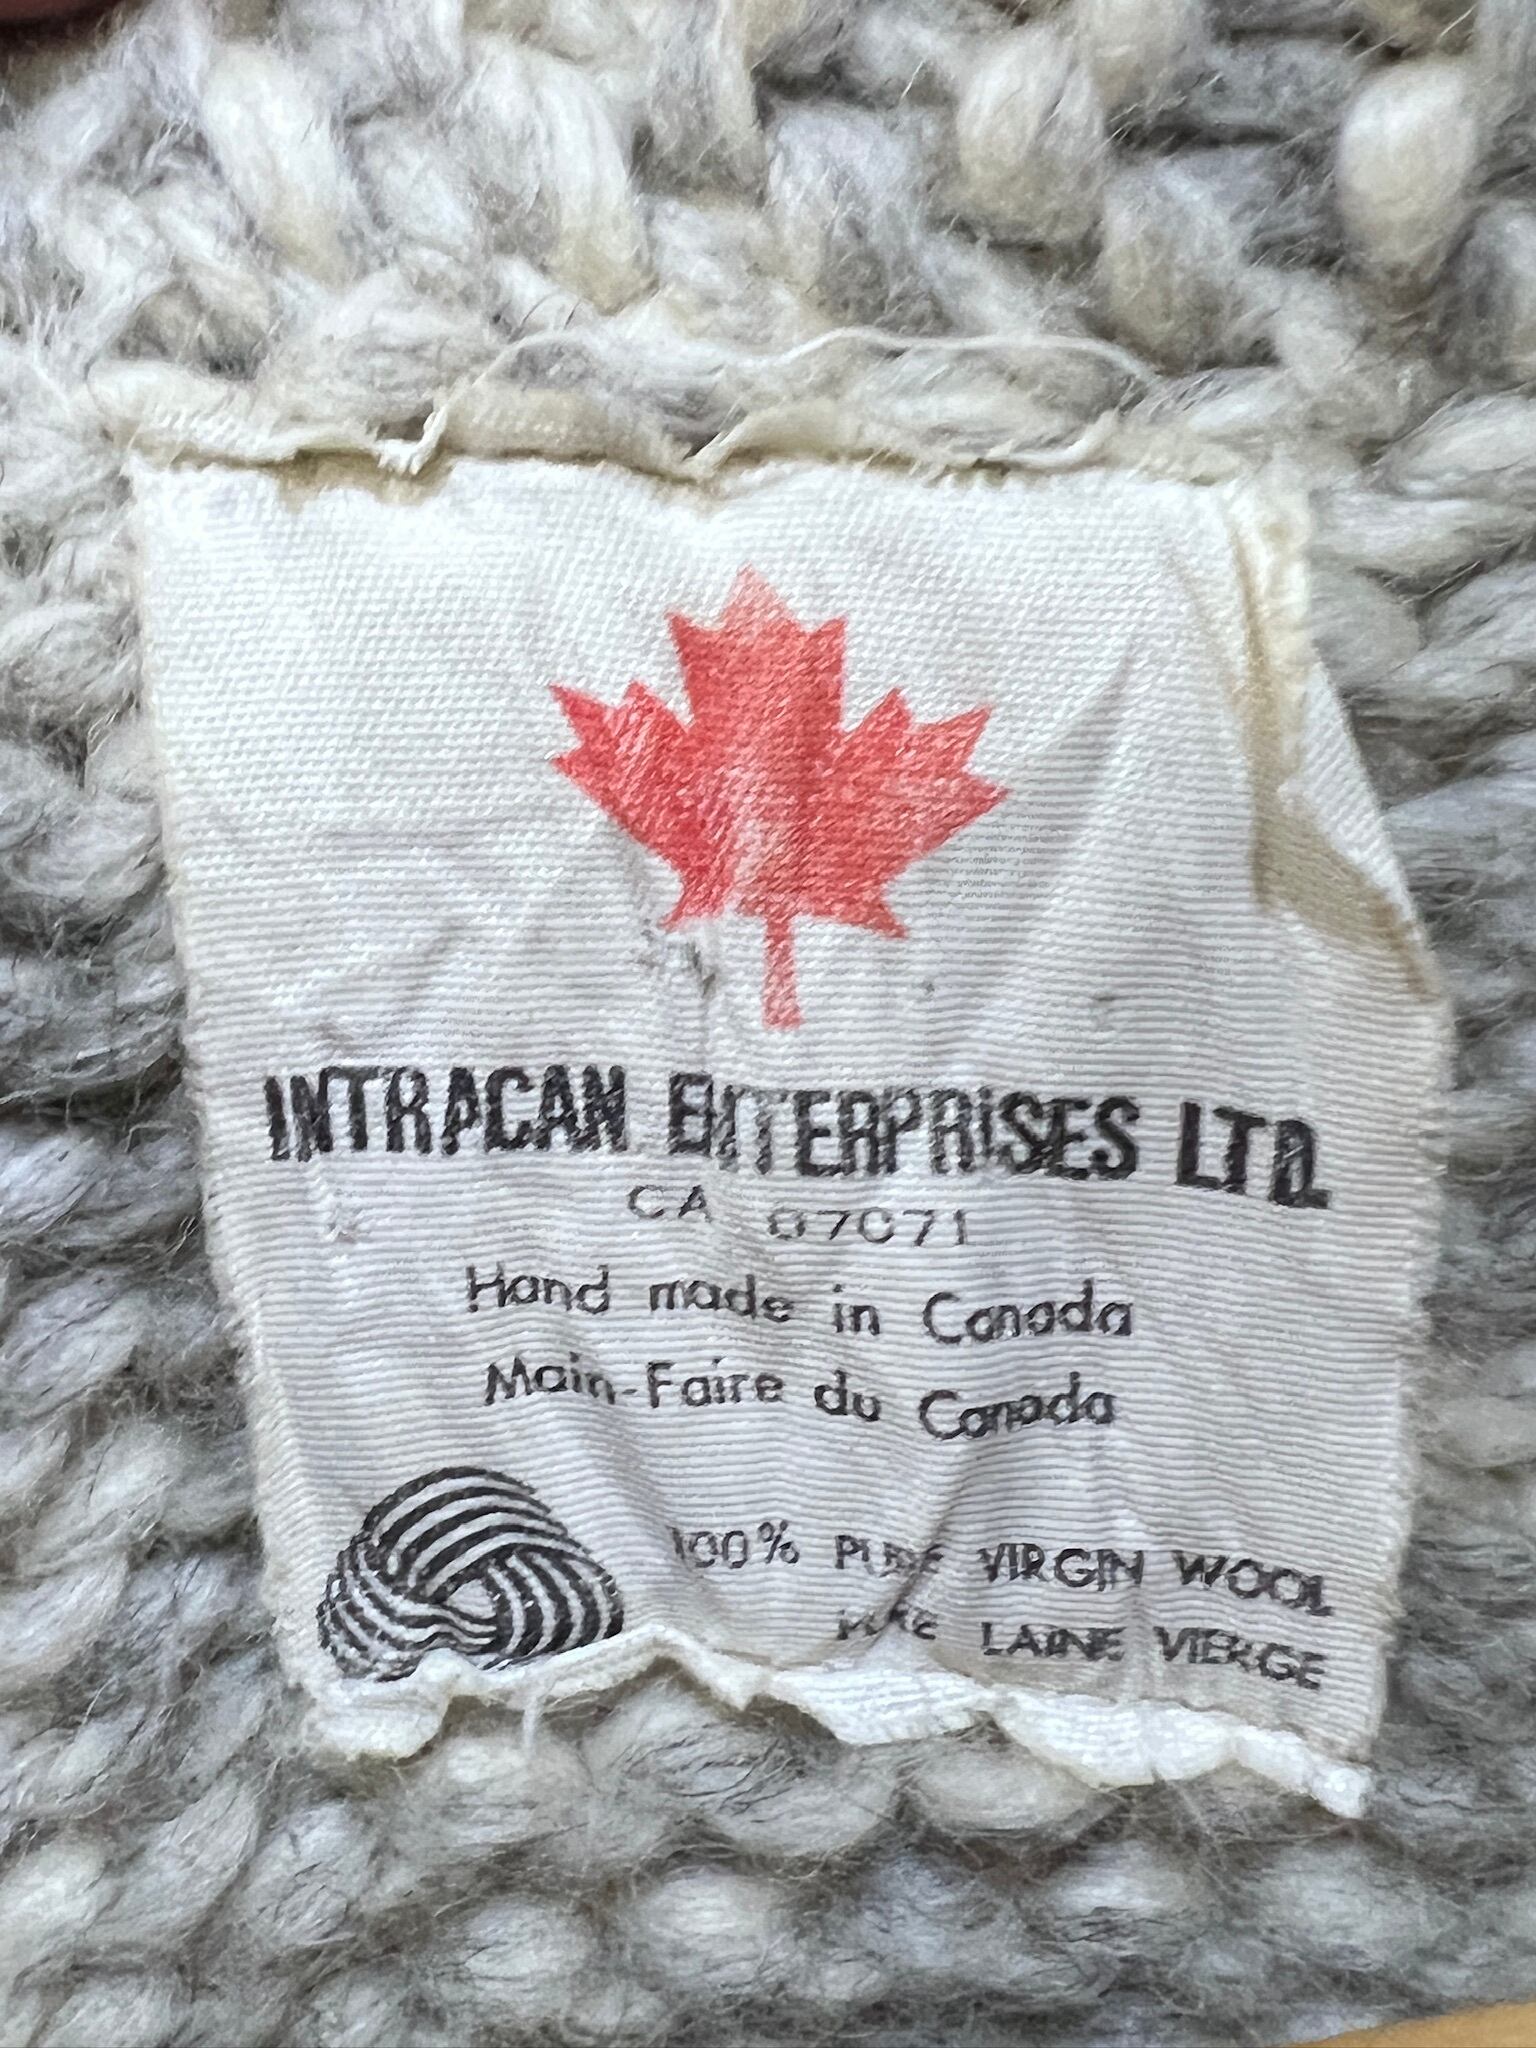 INTRACAN ENTERPRISES LTD.
CA 07071
Hand made in Canada
Main-Faire du Canada
100% PURE VIRGIN WOOL
PURE LAINE VIERGE